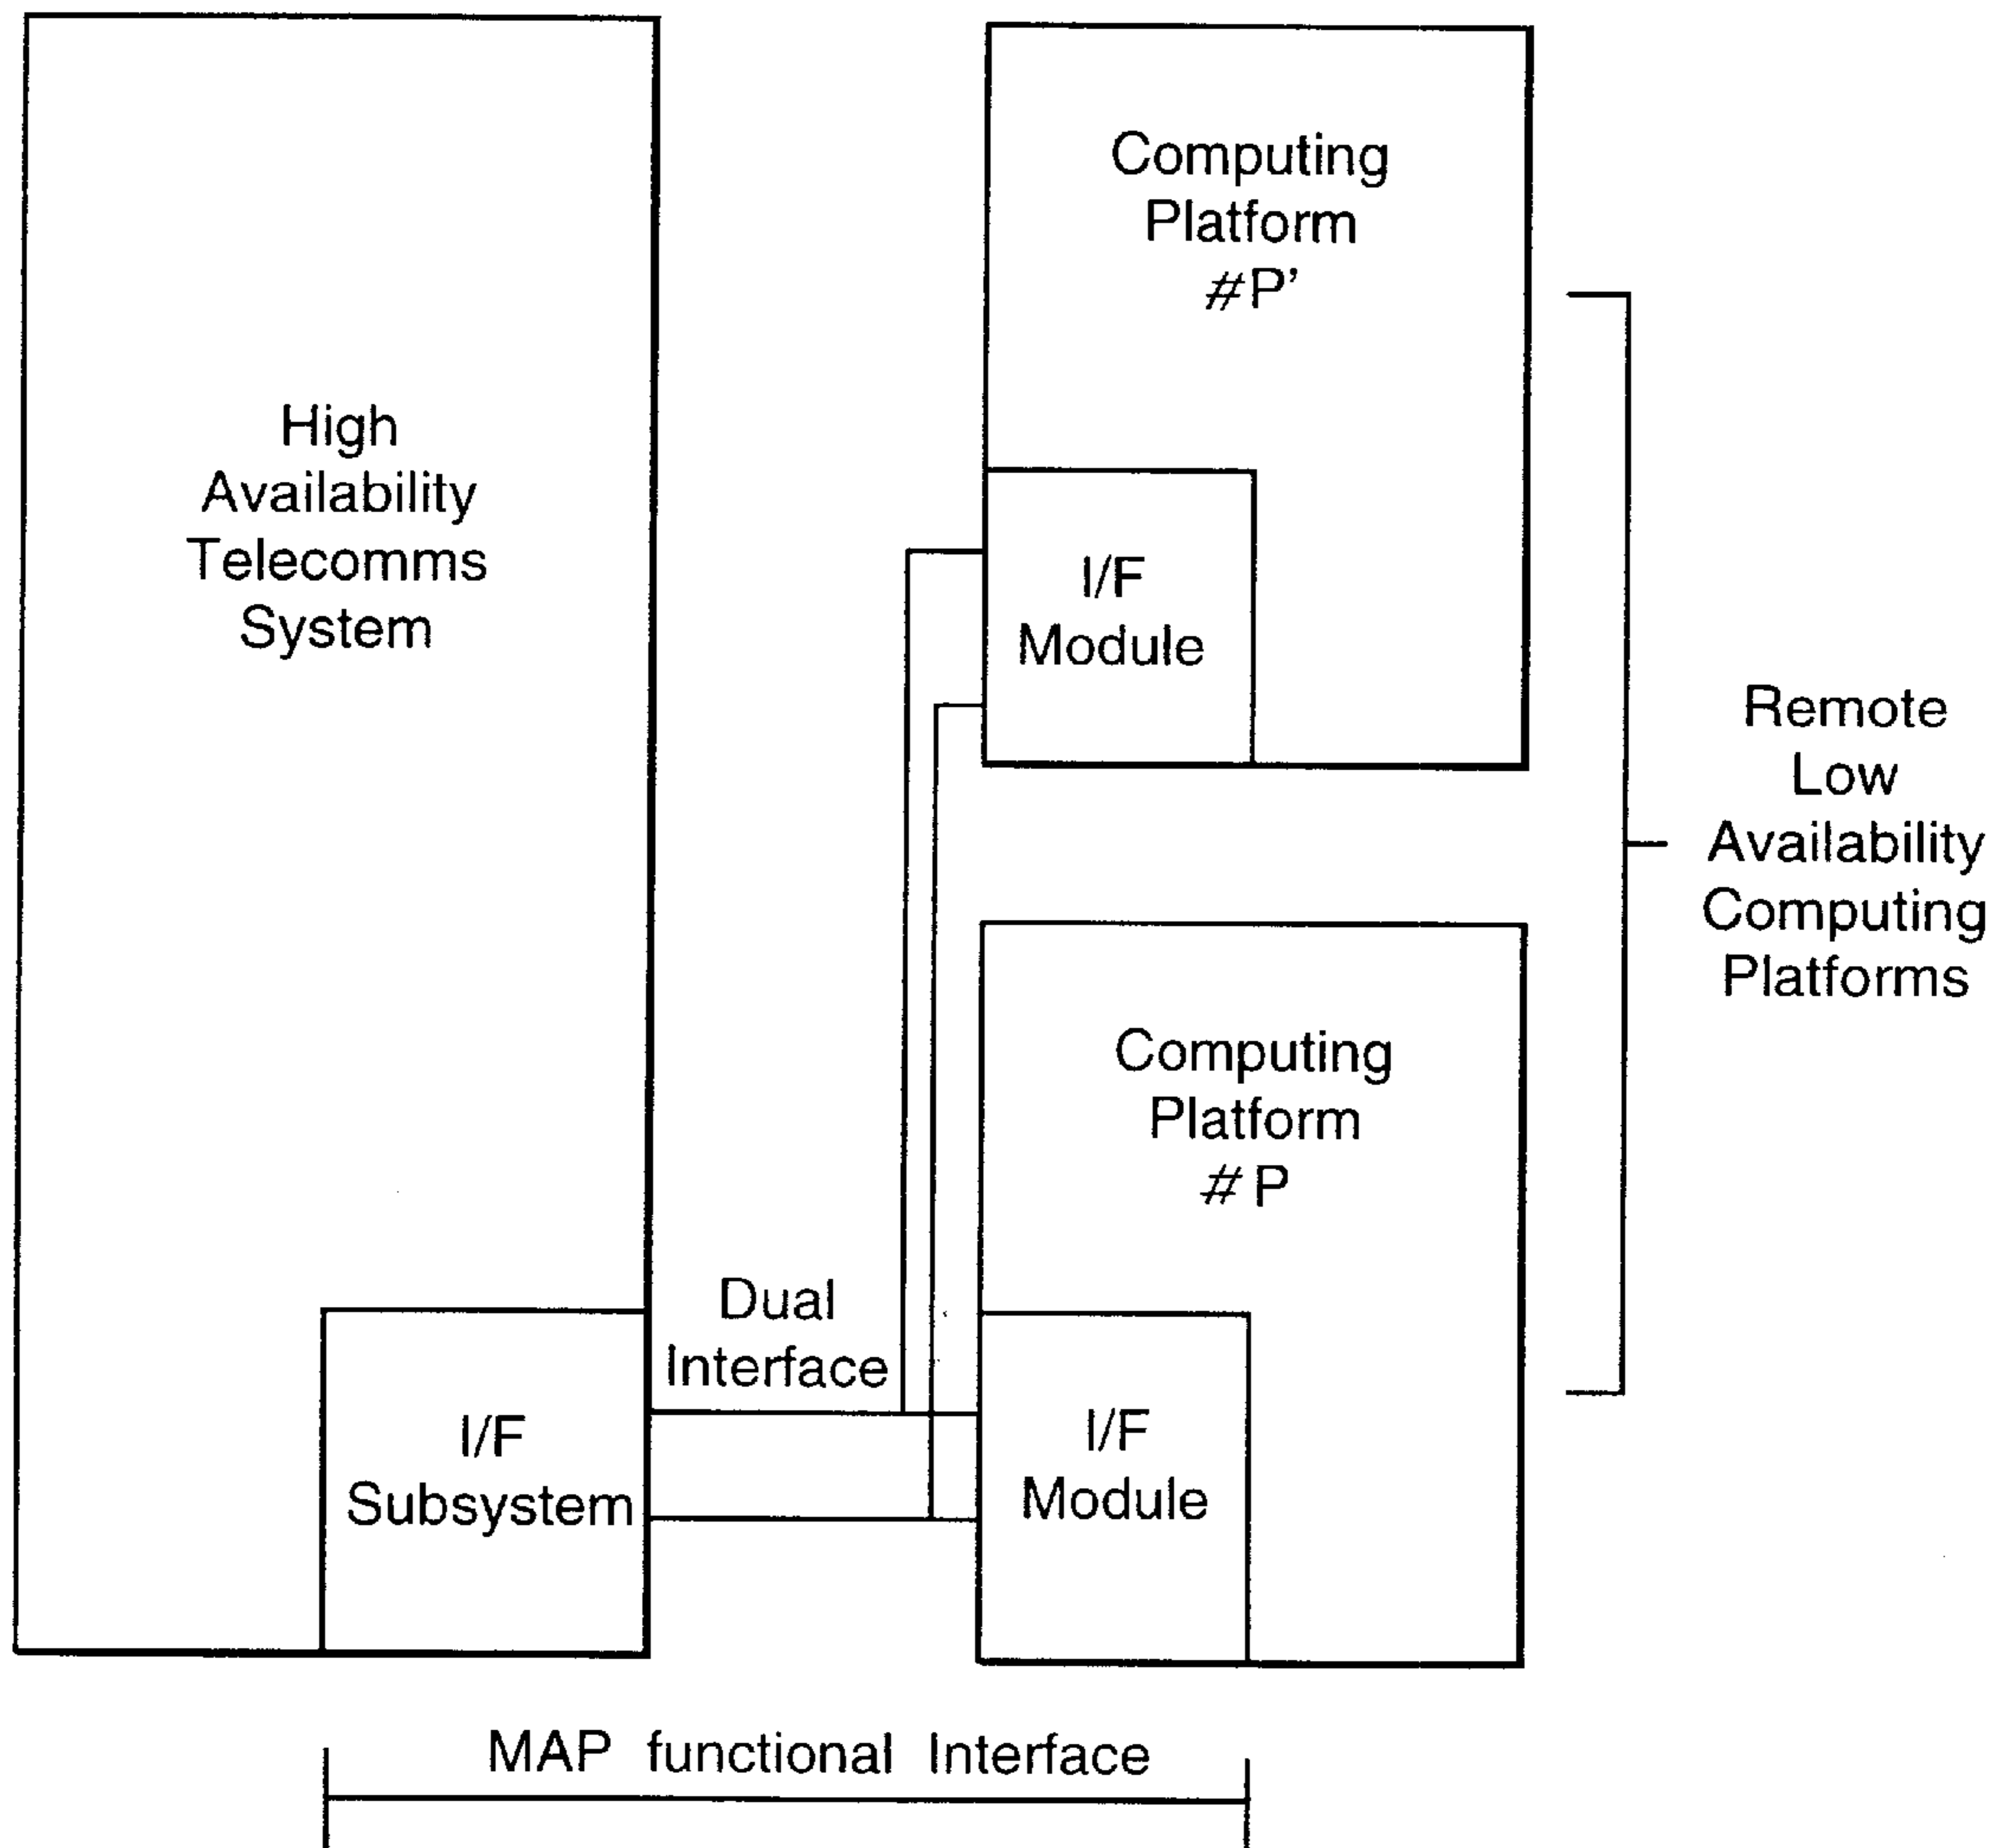 High
Availability
Telecomms
System
Computing
Platform
#P'
I/F
Module
Remote
Low
Availability
Computing
Platforms
Computing
Platform
#P
Dual
Interface
I/F
Subsystem
I/F
Module
MAP functional Interface